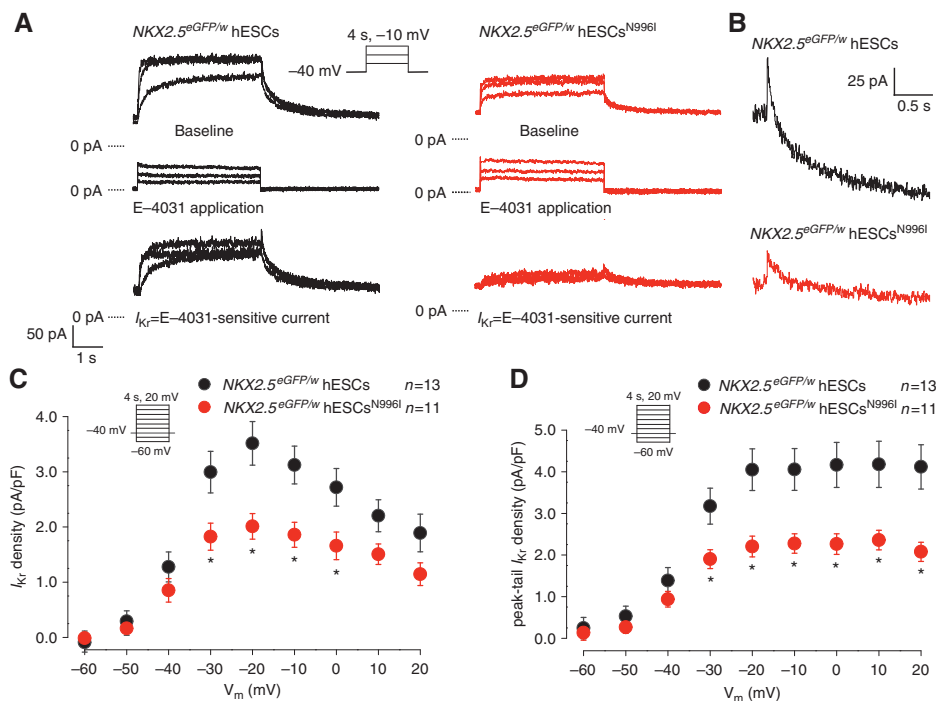 A
NKX2.5eGFP/w hESCs
4 s, −10 mV
−40 mV
NKX2.5eGFP/w hESCsN996I
Baseline
Baseline
0 pA
0 pA
0 pA
0 pA
E–4031 application
E–4031 application
0 pA
IKr=E–4031-sensitive current
0 pA
IKr=E–4031-sensitive current
50 pA
1 s
B
NKX2.5eGFP/w hESCs
25 pA
0.5 s
NKX2.5eGFP/w hESCsN996I
C
NKX2.5eGFP/w hESCs n=13
NKX2.5eGFP/w hESCsN996I n=11
4 s, 20 mV
−40 mV
−60 mV
IKr density (pA/pF)
4.0
3.0
2.0
1.0
0.0
* * * *
−60 −50 −40 −30 −20 −10 0 10 20
Vm (mV)
D
NKX2.5eGFP/w hESCs n=13
NKX2.5eGFP/w hESCsN996I n=11
4 s, 20 mV
−40 mV
−60 mV
peak-tail IKr density (pA/pF)
5.0
4.0
3.0
2.0
1.0
0.0
* * * * * *
−60 −50 −40 −30 −20 −10 0 10 20
Vm (mV)